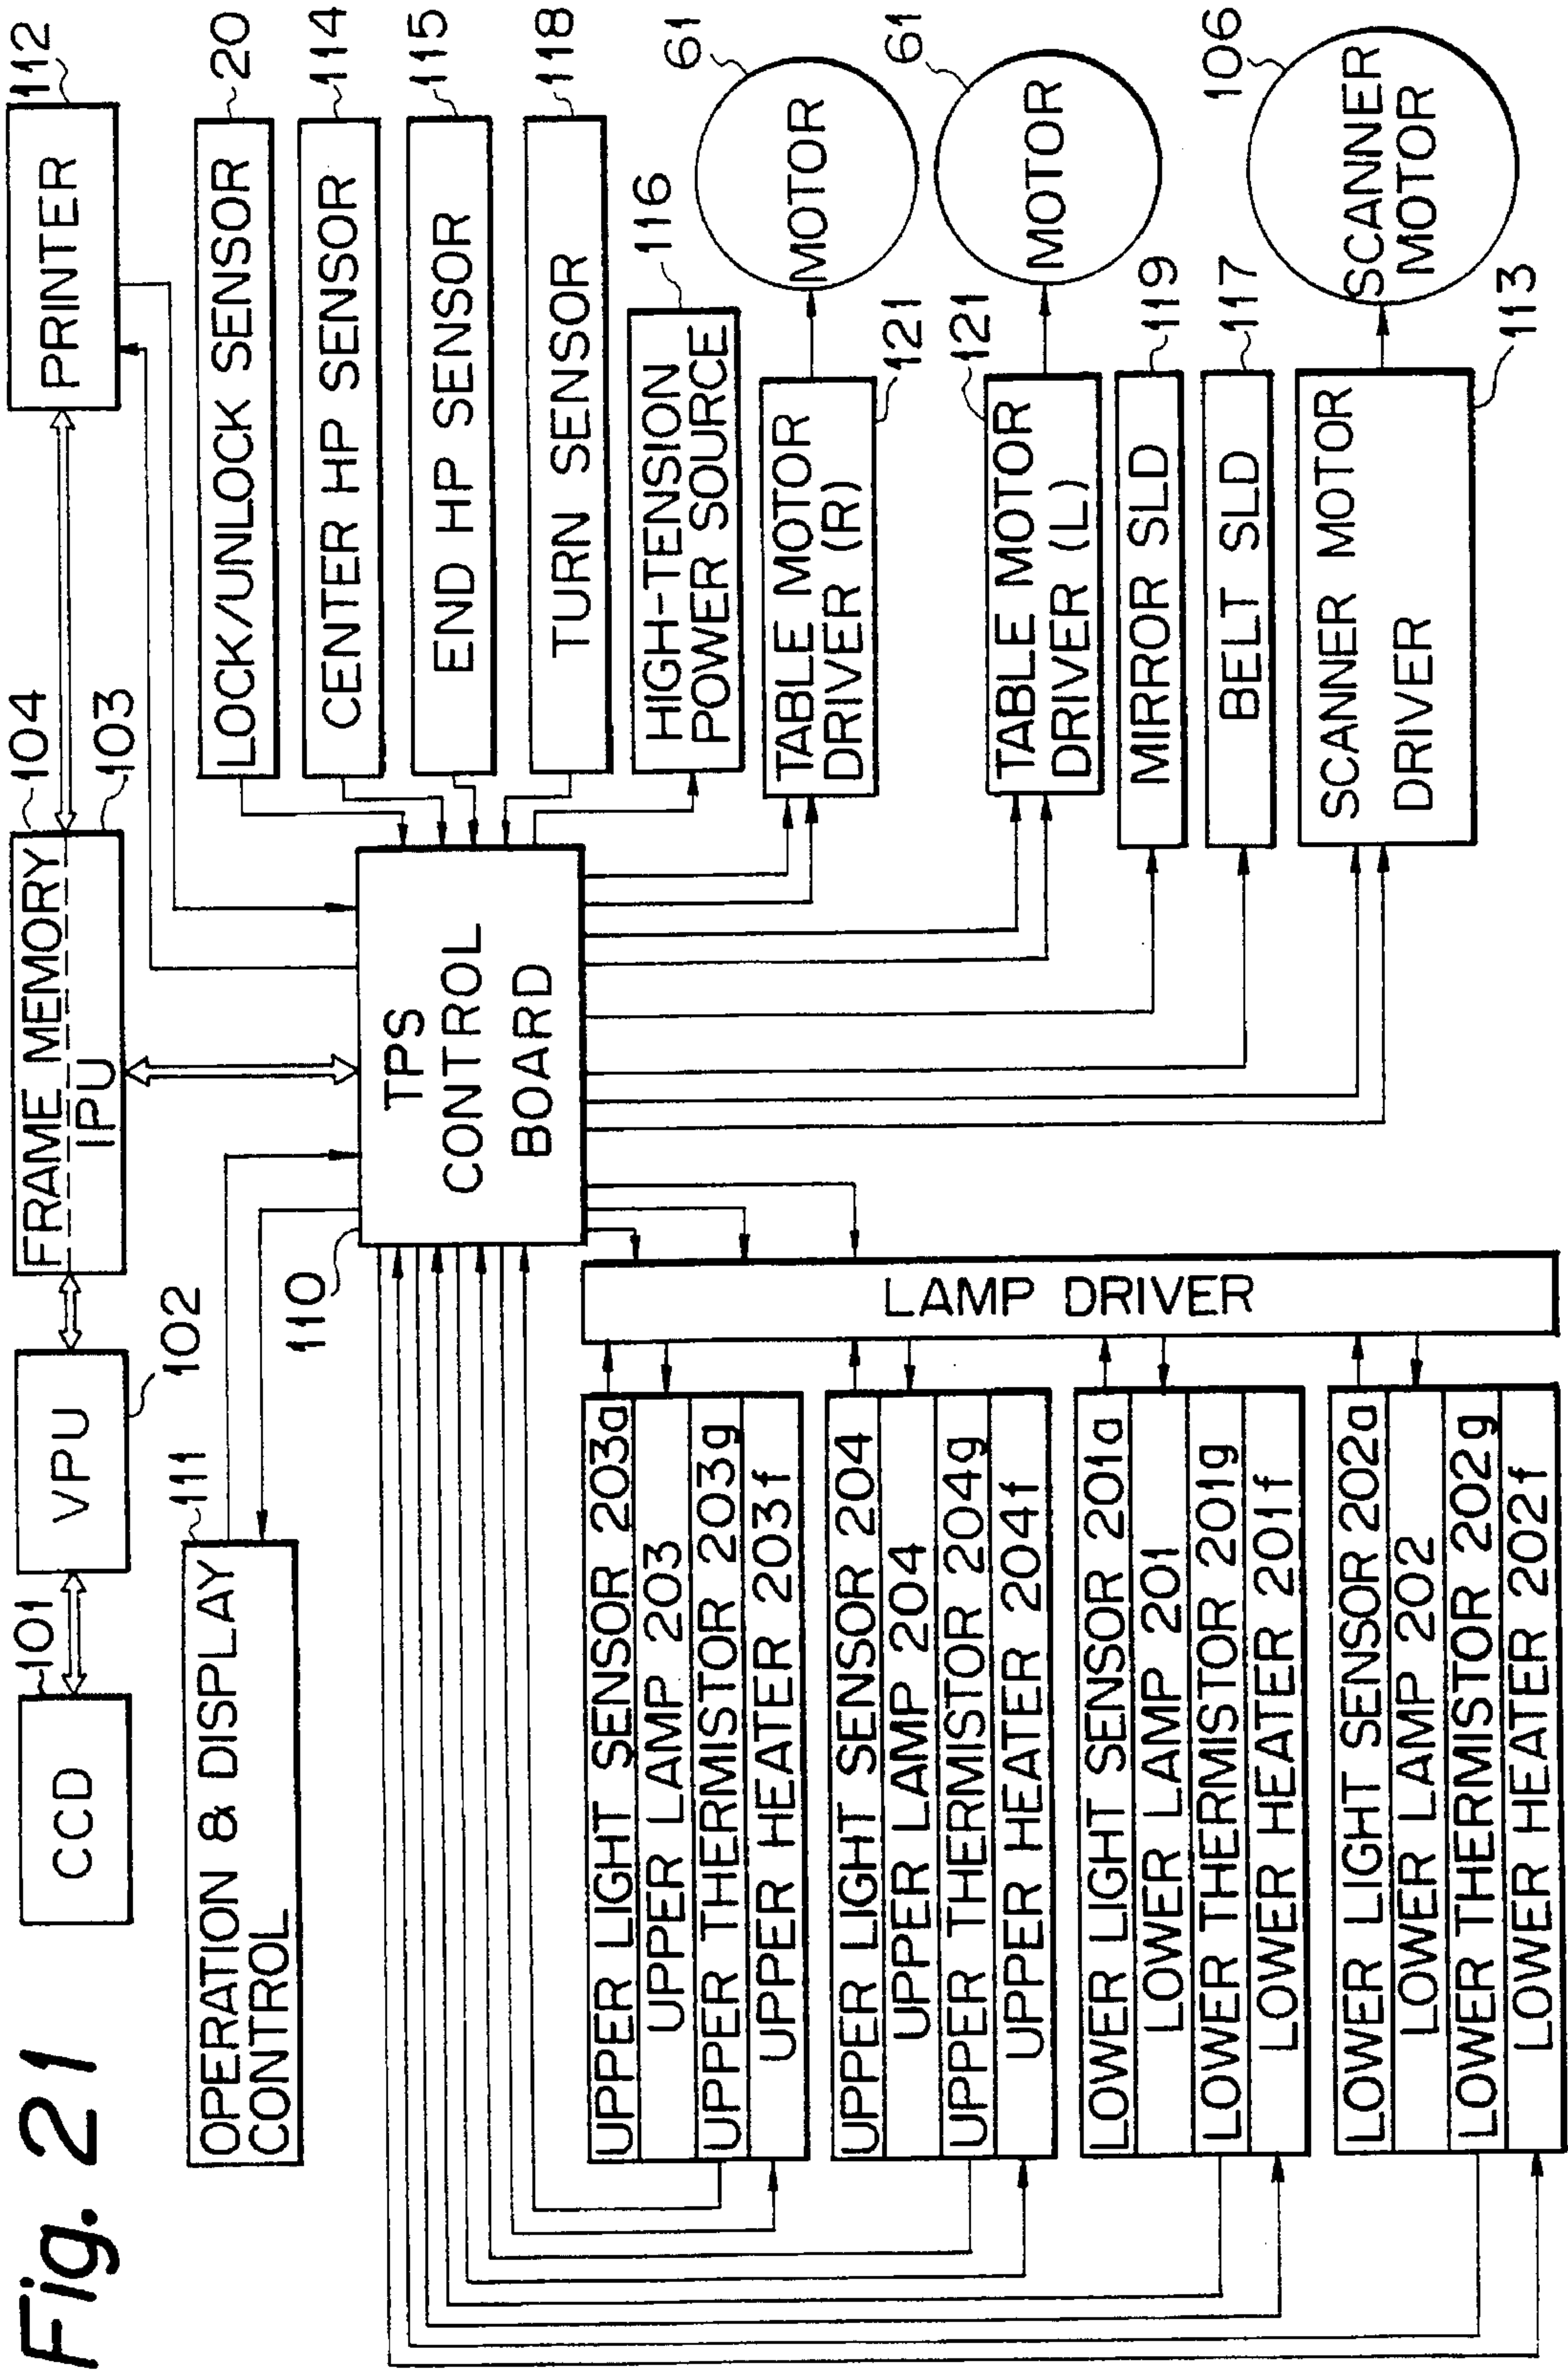 Fig. 21
CCD
101
VPU
102
FRAME MEMORY
IPU
104
103
PRINTER
112
OPERATION & DISPLAY
CONTROL
111
110
TPS
CONTROL
BOARD
LOCK/UNLOCK SENSOR
20
CENTER HP SENSOR
114
END HP SENSOR
115
TURN SENSOR
118
HIGH-TENSION
POWER SOURCE
116
TABLE MOTOR
DRIVER (R)
121
MOTOR
61
TABLE MOTOR
DRIVER (L)
121
MOTOR
61
MIRROR SLD
119
BELT SLD
117
SCANNER MOTOR
DRIVER
113
SCANNER
MOTOR
106
LAMP DRIVER
UPPER LIGHT SENSOR 203a
UPPER LAMP 203
UPPER THERMISTOR 203g
UPPER HEATER 203f
UPPER LIGHT SENSOR 204
UPPER LAMP 204
UPPER THERMISTOR 204g
UPPER HEATER 204f
LOWER LIGHT SENSOR 201a
LOWER LAMP 201
LOWER THERMISTOR 201g
LOWER HEATER 201f
LOWER LIGHT SENSOR 202a
LOWER LAMP 202
LOWER THERMISTOR 202g
LOWER HEATER 202f